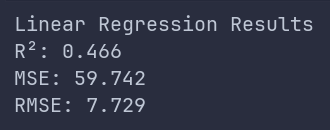 Linear Regression Results
R²: 0.466
MSE: 59.742
RMSE: 7.729